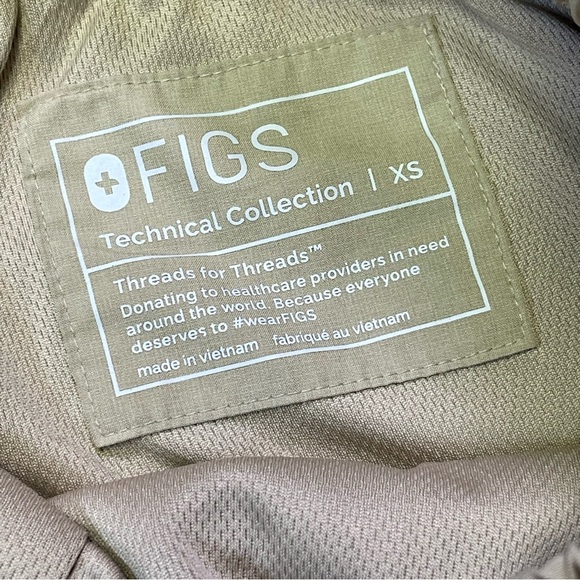 FIGS
Technical Collection | XS
Threads for Threads™
Donating to healthcare providers in need
around the world. Because everyone
deserves to #wearFIGS
made in vietnam fabriqué au vietnam